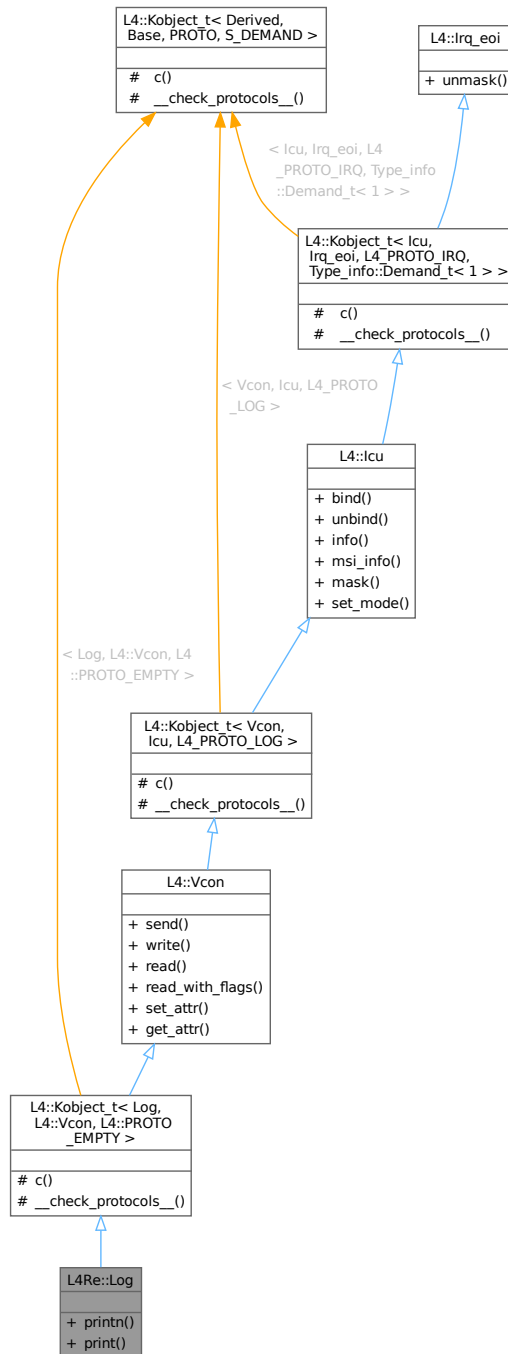 L4::Kobject_t< Derived,
Base, PROTO, S_DEMAND >
# c()
# __check_protocols__()
L4::Irq_eoi
+ unmask()
< Icu, Irq_eoi, L4
_PROTO_IRQ, Type_info
::Demand_t< 1 > >
L4::Kobject_t< Icu,
Irq_eoi, L4_PROTO_IRQ,
Type_info::Demand_t< 1 > >
# c()
# __check_protocols__()
< Vcon, Icu, L4_PROTO
_LOG >
L4::Icu
+ bind()
+ unbind()
+ info()
+ msi_info()
+ mask()
+ set_mode()
< Log, L4::Vcon, L4
::PROTO_EMPTY >
L4::Kobject_t< Vcon,
Icu, L4_PROTO_LOG >
# c()
# __check_protocols__()
L4::Vcon
+ send()
+ write()
+ read()
+ read_with_flags()
+ set_attr()
+ get_attr()
L4::Kobject_t< Log,
L4::Vcon, L4::PROTO
_EMPTY >
# c()
# __check_protocols__()
L4Re::Log
+ printn()
+ print()